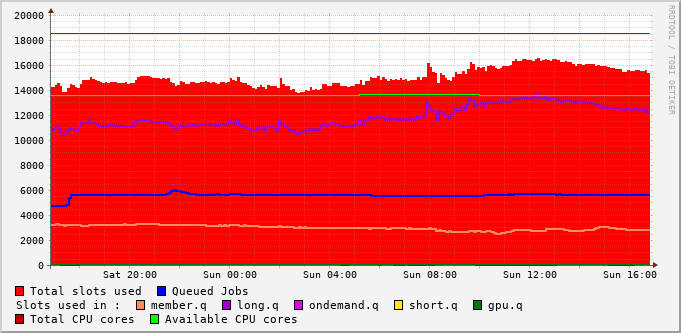 20000
18000
16000
14000
12000
10000
8000
6000
4000
2000
0
Sat 20:00 Sun 00:00 Sun 04:00 Sun 08:00 Sun 12:00 Sun 16:00
Total slots used Queued Jobs
Slots used in : member.q long.q ondemand.q short.q gpu.q
Total CPU cores Available CPU cores
RRDTOOL / TOBI OETIKER